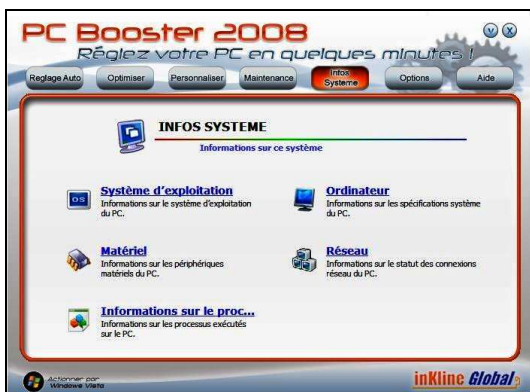 PC Booster 2008
Réglez votre PC en quelques minutes !
Reglage Auto
Optimiser
Personnaliser
Maintenance
Infos
Systeme
Options
Aide
INFOS SYSTEME
Informations sur ce système
Système d'exploitation
Informations sur le système d'exploitation
du PC.
Ordinateur
Informations sur les spécifications système
du PC.
Matériel
Informations sur les périphériques
matériels du PC.
Réseau
Informations sur le statut des connexions
réseau du PC.
Informations sur le proc...
Informations sur les processus exécutés
sur le PC.
Actionner par
Windows Vista
inKline Global